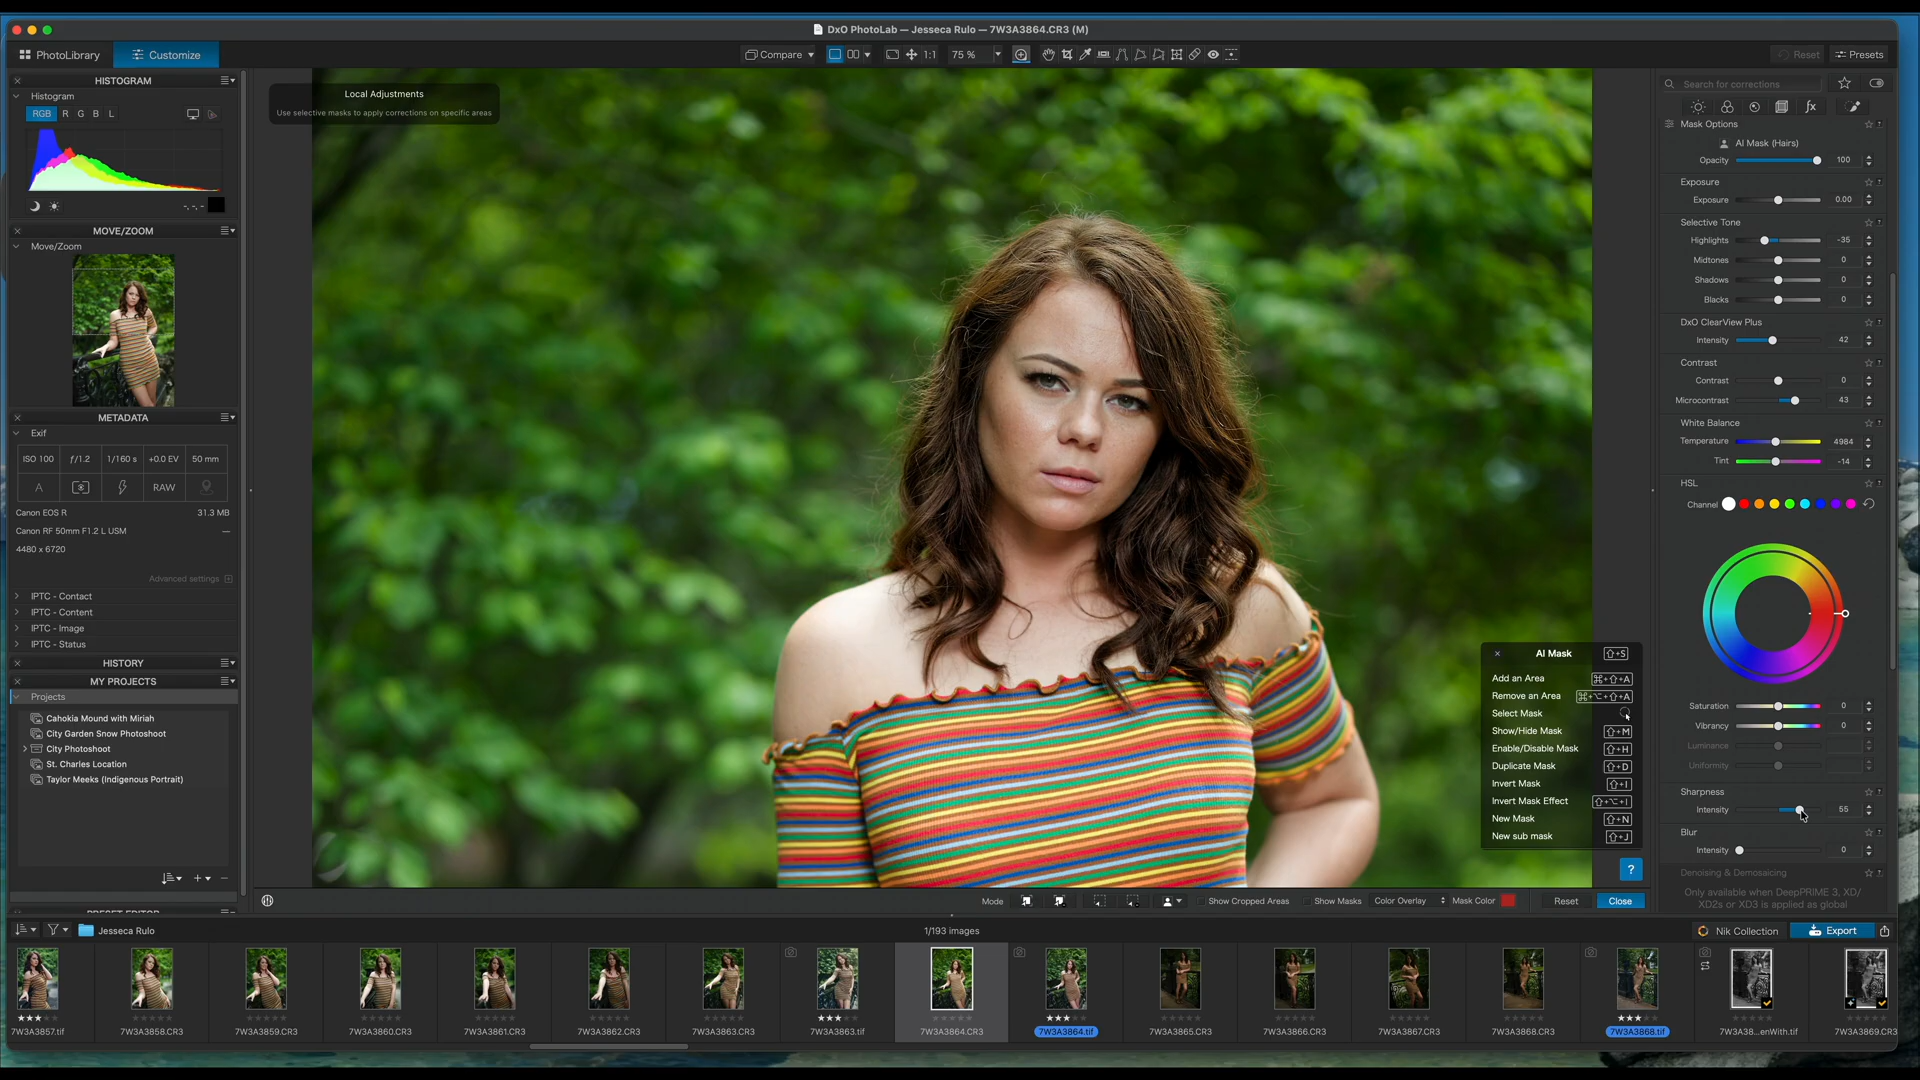 DxO PhotoLab — Jesseca Rulo — 7W3A3864.CR3 (M)
PhotoLibrary
Customize
Compare
1:1
75 %
Reset
Presets
HISTOGRAM
Histogram
RGB R G B L
MOVE/ZOOM
Move/Zoom
METADATA
Exif
ISO 100 ƒ/1.2 1/160 s +0.0 EV 50 mm
A RAW
Canon EOS R 31.3 MB
Canon RF 50mm F1.2 L USM —
4480 x 6720
Advanced settings
IPTC - Contact
IPTC - Content
IPTC - Image
IPTC - Status
HISTORY
MY PROJECTS
Projects
Cahokia Mound with Miriah
City Garden Snow Photoshoot
City Photoshoot
St. Charles Location
Taylor Meeks (Indigenous Portrait)
PRESET EDITOR
Local Adjustments
Use selective masks to apply corrections on specific areas
AI Mask ⇧+S
Add an Area ⌘+⇧+A
Remove an Area ⌘+⌥+⇧+A
Select Mask
Show/Hide Mask ⇧+M
Enable/Disable Mask ⇧+H
Duplicate Mask ⇧+D
Invert Mask ⇧+I
Invert Mask Effect ⇧+⌥+I
New Mask ⇧+N
New sub mask ⇧+J
?
Mode
Show Cropped Areas
Show Masks
Color Overlay
Mask Color
Reset
Close
Search for corrections
fx
Mask Options
AI Mask (Hairs)
Opacity 100
Exposure
Exposure 0.00
Selective Tone
Highlights -35
Midtones 0
Shadows 0
Blacks 0
DxO ClearView Plus
Intensity 42
Contrast
Contrast 0
Microcontrast 43
White Balance
Temperature 4984
Tint -14
HSL
Channel
Saturation 0
Vibrancy 0
Luminance
Uniformity
Sharpness
Intensity 55
Blur
Intensity 0
Denoising & Demosaicing
Only available when DeepPRIME 3, XD/
XD2s or XD3 is applied as global
Jesseca Rulo
1/193 images
Nik Collection
Export
7W3A3857.tif
7W3A3858.CR3
7W3A3859.CR3
7W3A3860.CR3
7W3A3861.CR3
7W3A3862.CR3
7W3A3863.CR3
7W3A3863.tif
7W3A3864.CR3
7W3A3864.tif
7W3A3865.CR3
7W3A3866.CR3
7W3A3867.CR3
7W3A3868.CR3
7W3A3868.tif
7W3A38...enWith.tif
7W3A3869.CR3